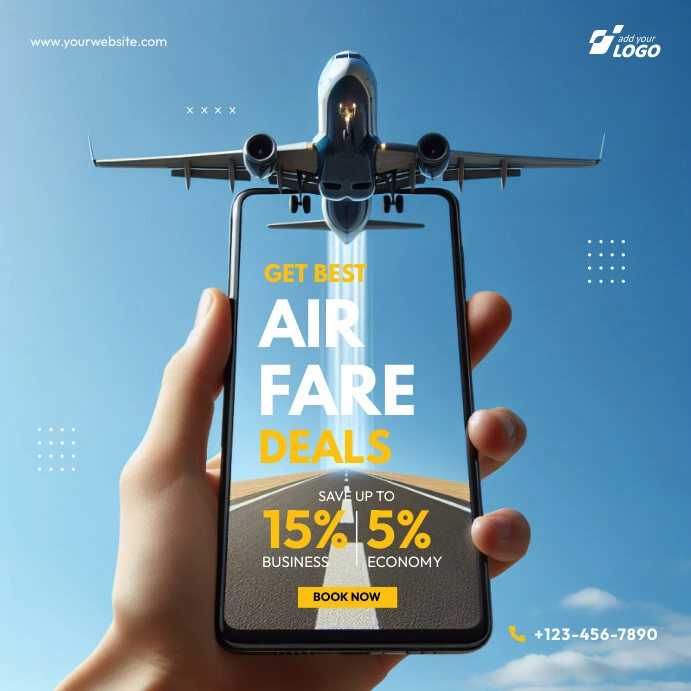 www.yourwebsite.com
add your
LOGO
x x x x
GET BEST
AIR
FARE
DEALS
SAVE UP TO
15% 5%
BUSINESS ECONOMY
BOOK NOW
+123-456-7890